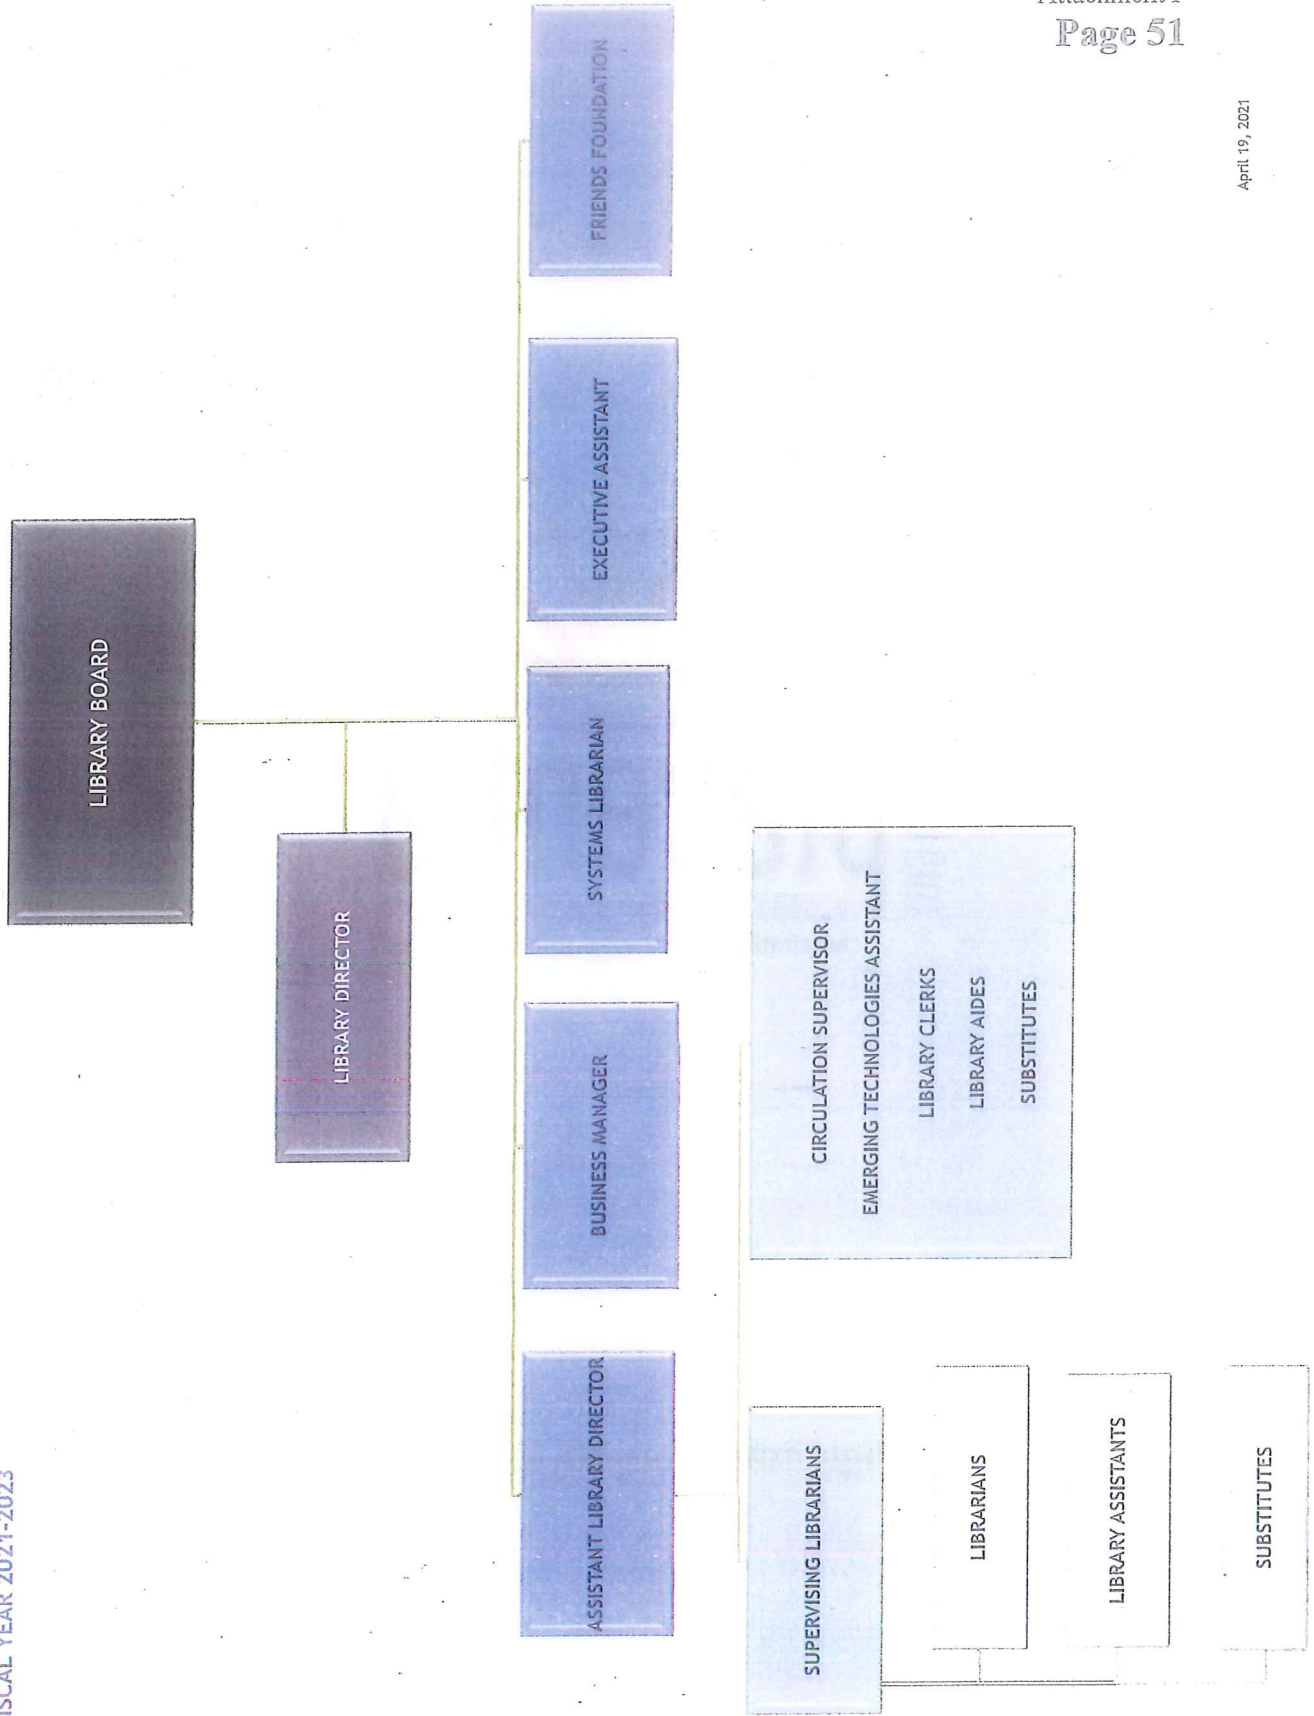 Page 51
ISCAL YEAR 2021-2023
LIBRARY BOARD
LIBRARY DIRECTOR
ASSISTANT LIBRARY DIRECTOR
BUSINESS MANAGER
SYSTEMS LIBRARIAN
EXECUTIVE ASSISTANT
FRIENDS FOUNDATION
SUPERVISING LIBRARIANS
LIBRARIANS
LIBRARY ASSISTANTS
SUBSTITUTES
CIRCULATION SUPERVISOR
EMERGING TECHNOLOGIES ASSISTANT
LIBRARY CLERKS
LIBRARY AIDES
SUBSTITUTES
April 19, 2021